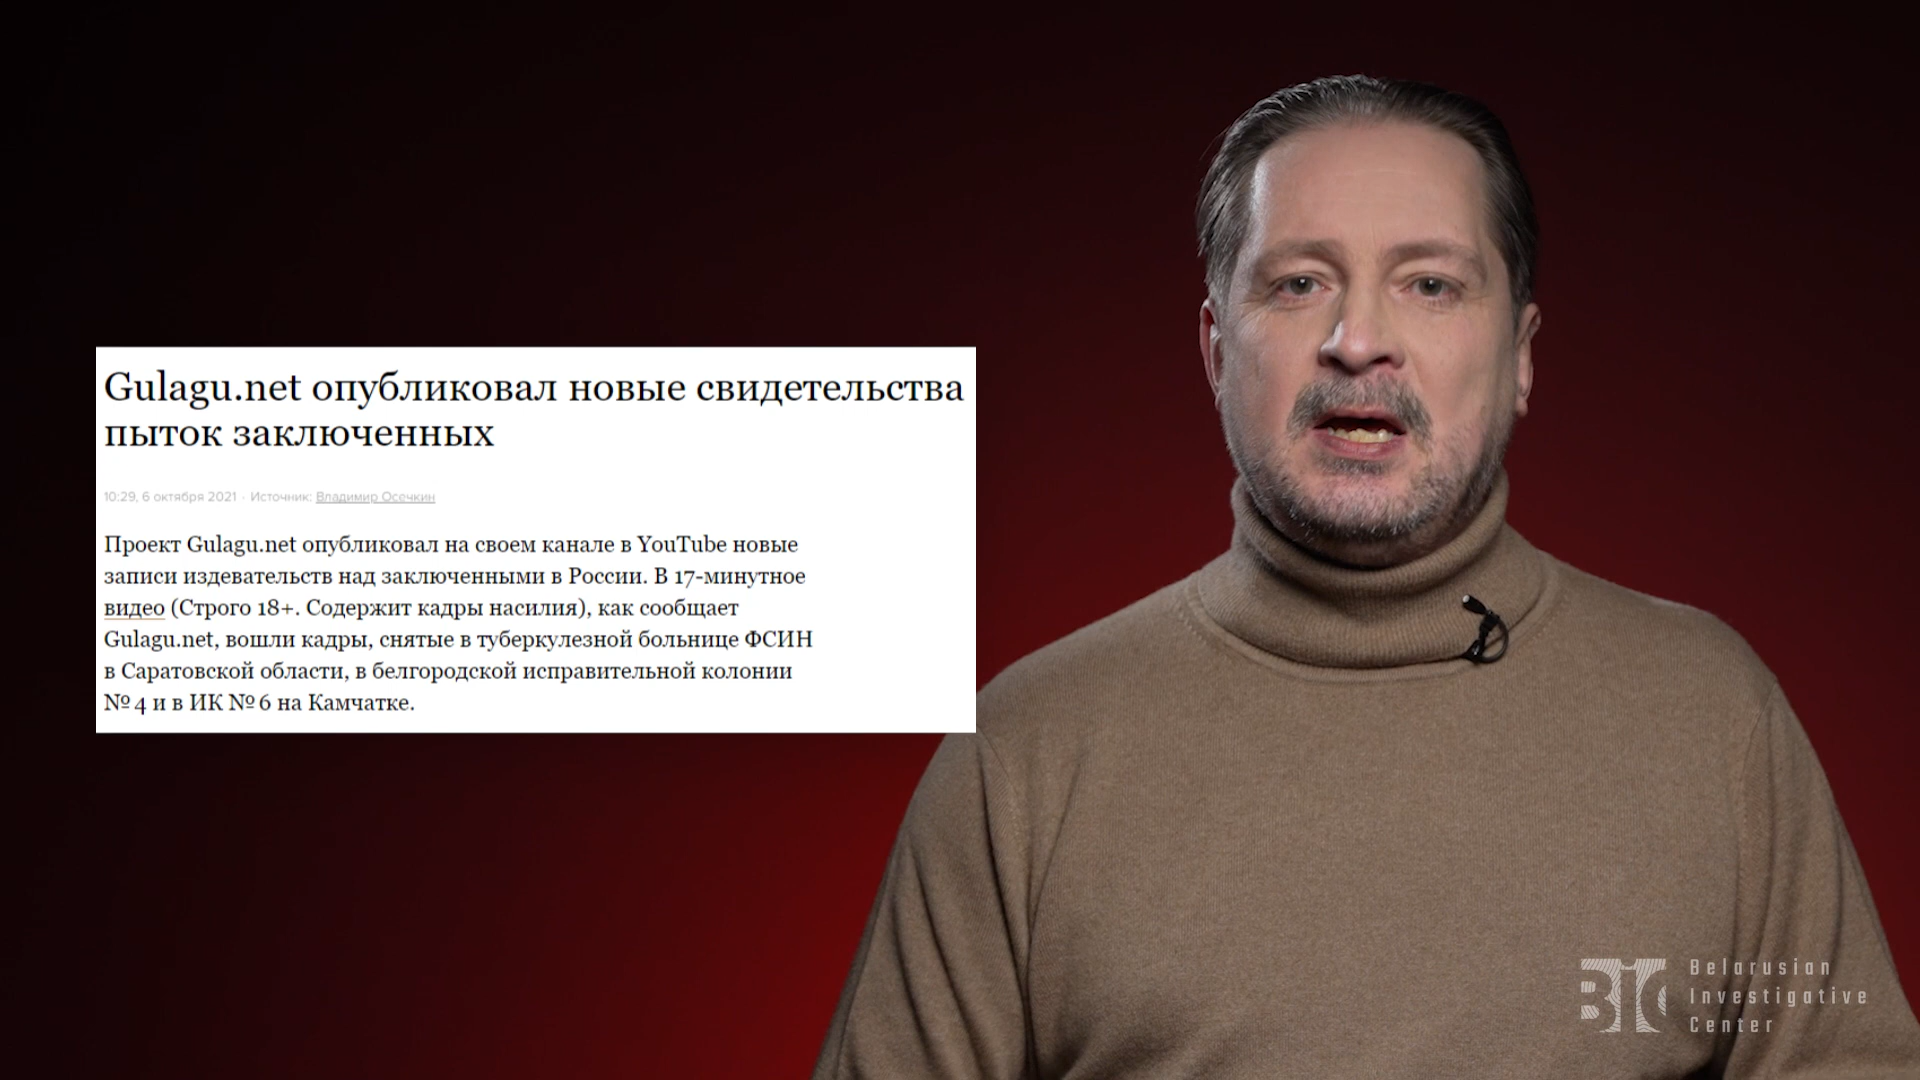 Gulagu.net опубликовал новые свидетельства
пыток заключенных
10:29, 6 октября 2021 · Источник: Владимир Осечкин
Проект Gulagu.net опубликовал на своем канале в YouTube новые
записи издевательств над заключенными в России. В 17-минутное
видео (Строго 18+. Содержит кадры насилия), как сообщает
Gulagu.net, вошли кадры, снятые в туберкулезной больнице ФСИН
в Саратовской области, в белгородской исправительной колонии
№ 4 и в ИК № 6 на Камчатке.
Belarusian
Investigative
Center